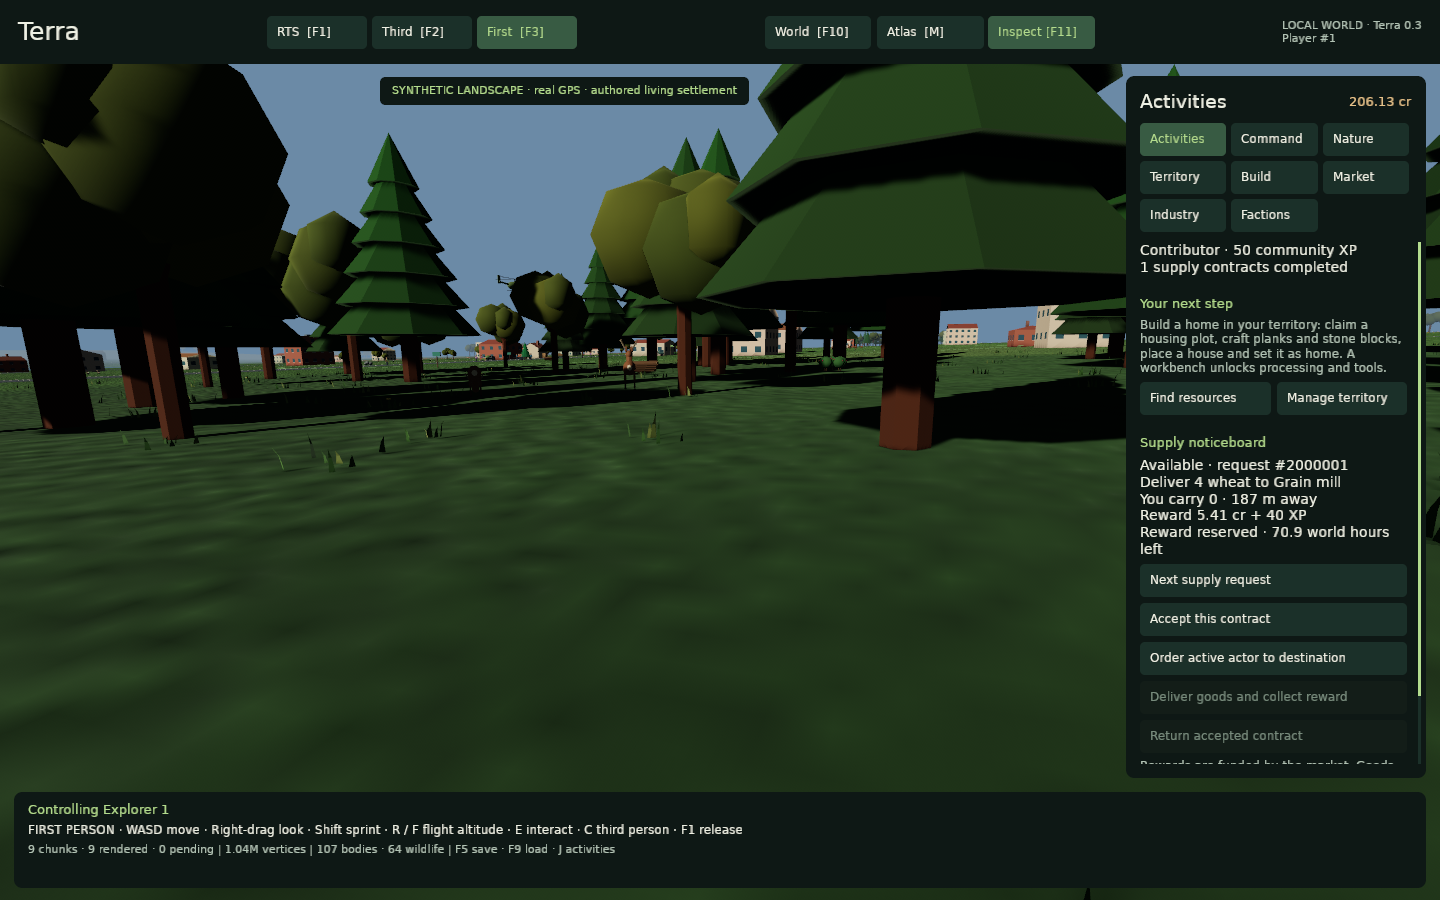 Terra
RTS [F1]
Third [F2]
First [F3]
World [F10]
Atlas [M]
Inspect [F11]
LOCAL WORLD · Terra 0.3
Player #1
SYNTHETIC LANDSCAPE · real GPS · authored living settlement
Activities
206.13 cr
Activities
Command
Nature
Territory
Build
Market
Industry
Factions
Contributor · 50 community XP
1 supply contracts completed
Your next step
Build a home in your territory: claim a
housing plot, craft planks and stone blocks,
place a house and set it as home. A
workbench unlocks processing and tools.
Find resources
Manage territory
Supply noticeboard
Available · request #2000001
Deliver 4 wheat to Grain mill
You carry 0 · 187 m away
Reward 5.41 cr + 40 XP
Reward reserved · 70.9 world hours
left
Next supply request
Accept this contract
Order active actor to destination
Deliver goods and collect reward
Return accepted contract
Rewards are funded by the market. Goods
Controlling Explorer 1
FIRST PERSON · WASD move · Right-drag look · Shift sprint · R / F flight altitude · E interact · C third person · F1 release
9 chunks · 9 rendered · 0 pending | 1.04M vertices | 107 bodies · 64 wildlife | F5 save · F9 load · J activities